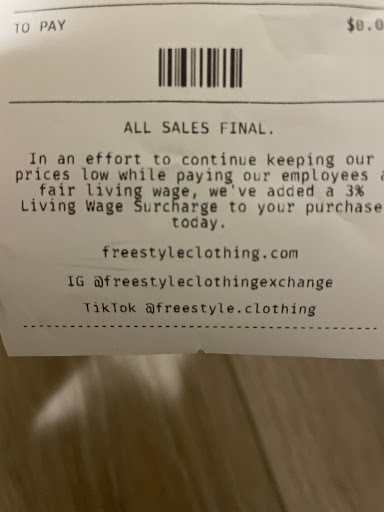 TO PAY $0.0
ALL SALES FINAL.
In an effort to continue keeping our
prices low while paying our employees a
fair living wage, we've added a 3%
Living Wage Surcharge to your purchase
today.
freestyleclothing.com
IG @freestyleclothingexchange
TikTok @freestyle.clothing